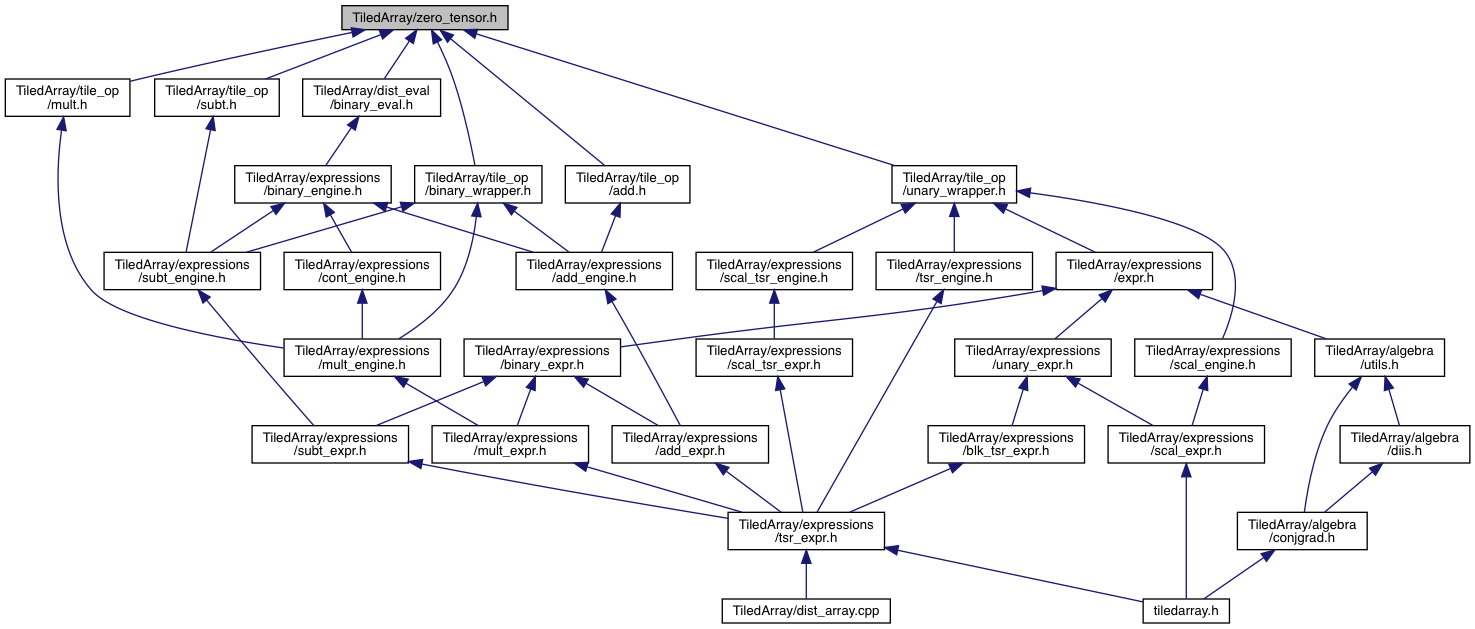 TiledArray/zero_tensor.h
TiledArray/tile_op
/mult.h
TiledArray/tile_op
/subt.h
TiledArray/dist_eval
/binary_eval.h
TiledArray/expressions
/binary_engine.h
TiledArray/tile_op
/binary_wrapper.h
TiledArray/tile_op
/add.h
TiledArray/tile_op
/unary_wrapper.h
TiledArray/expressions
/subt_engine.h
TiledArray/expressions
/cont_engine.h
TiledArray/expressions
/add_engine.h
TiledArray/expressions
/scal_tsr_engine.h
TiledArray/expressions
/tsr_engine.h
TiledArray/expressions
/expr.h
TiledArray/expressions
/mult_engine.h
TiledArray/expressions
/binary_expr.h
TiledArray/expressions
/scal_tsr_expr.h
TiledArray/expressions
/unary_expr.h
TiledArray/expressions
/scal_engine.h
TiledArray/algebra
/utils.h
TiledArray/expressions
/subt_expr.h
TiledArray/expressions
/mult_expr.h
TiledArray/expressions
/add_expr.h
TiledArray/expressions
/blk_tsr_expr.h
TiledArray/expressions
/scal_expr.h
TiledArray/algebra
/diis.h
TiledArray/expressions
/tsr_expr.h
TiledArray/algebra
/conjgrad.h
TiledArray/dist_array.cpp
tiledarray.h